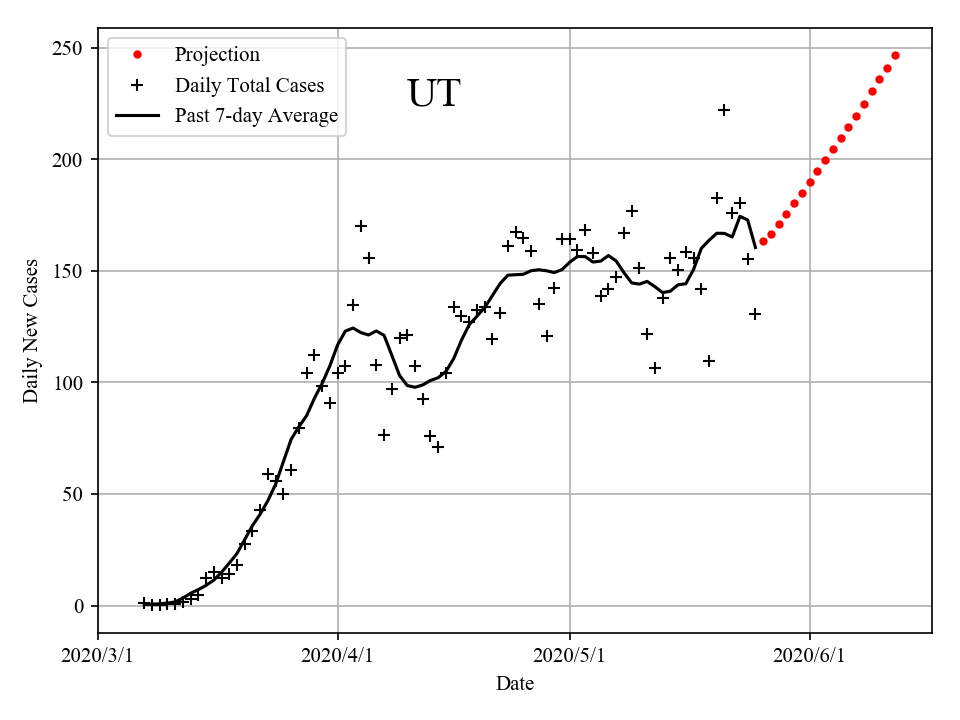 250
200
150
100
50
0
Daily New Cases
Projection
Daily Total Cases
Past 7-day Average
UT
2020/3/1 2020/4/1 2020/5/1 2020/6/1
Date